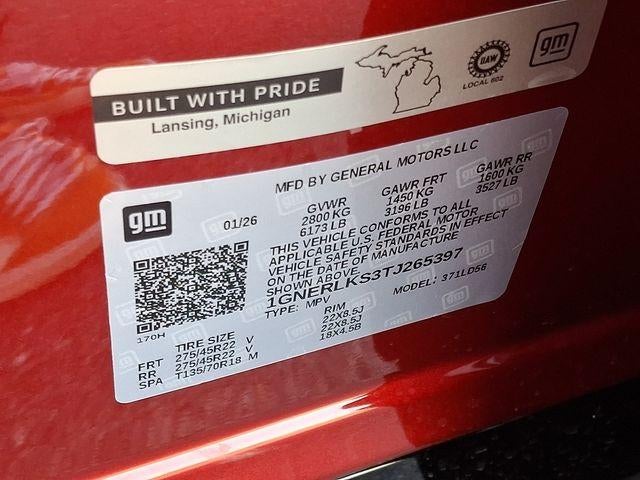 BUILT WITH PRIDE
Lansing, Michigan
UAW
LOCAL 602
gm
gm
01/26
MFD BY GENERAL MOTORS LLC
GVWR GAWR FRT GAWR RR
2800 KG 1450 KG 1600 KG
6173 LB 3196 LB 3527 LB
THIS VEHICLE CONFORMS TO ALL
APPLICABLE U.S. FEDERAL MOTOR
VEHICLE SAFETY STANDARDS IN EFFECT
ON THE DATE OF MANUFACTURE
SHOWN ABOVE.
1GNERLKS3TJ265397
TYPE: MPV MODEL: 371LD56
170H
TIRE SIZE RIM
FRT 275/45R22 V 22X8.5J
RR 275/45R22 V 22X8.5J
SPA T135/70R18 M 18X4.5B